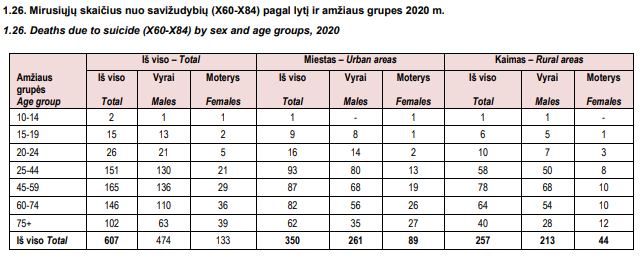 1.26. Mirusiųjų skaičius nuo savižudybių (X60-X84) pagal lytį ir amžiaus grupes 2020 m.
1.26. Deaths due to suicide (X60-X84) by sex and age groups, 2020
Amžiaus grupės Age group | Iš viso – Total | Miestas – Urban areas | Kaimas – Rural areas
Iš viso | Vyrai | Moterys | Iš viso | Vyrai | Moterys | Iš viso | Vyrai | Moterys
Total | Males | Females | Total | Males | Females | Total | Males | Females
10-14 | 2 | 1 | 1 | 1 | - | 1 | 1 | 1 | -
15-19 | 15 | 13 | 2 | 9 | 8 | 1 | 6 | 5 | 1
20-24 | 26 | 21 | 5 | 16 | 14 | 2 | 10 | 7 | 3
25-44 | 151 | 130 | 21 | 93 | 80 | 13 | 58 | 50 | 8
45-59 | 165 | 136 | 29 | 87 | 68 | 19 | 78 | 68 | 10
60-74 | 146 | 110 | 36 | 82 | 56 | 26 | 64 | 54 | 10
75+ | 102 | 63 | 39 | 62 | 35 | 27 | 40 | 28 | 12
Iš viso Total | 607 | 474 | 133 | 350 | 261 | 89 | 257 | 213 | 44